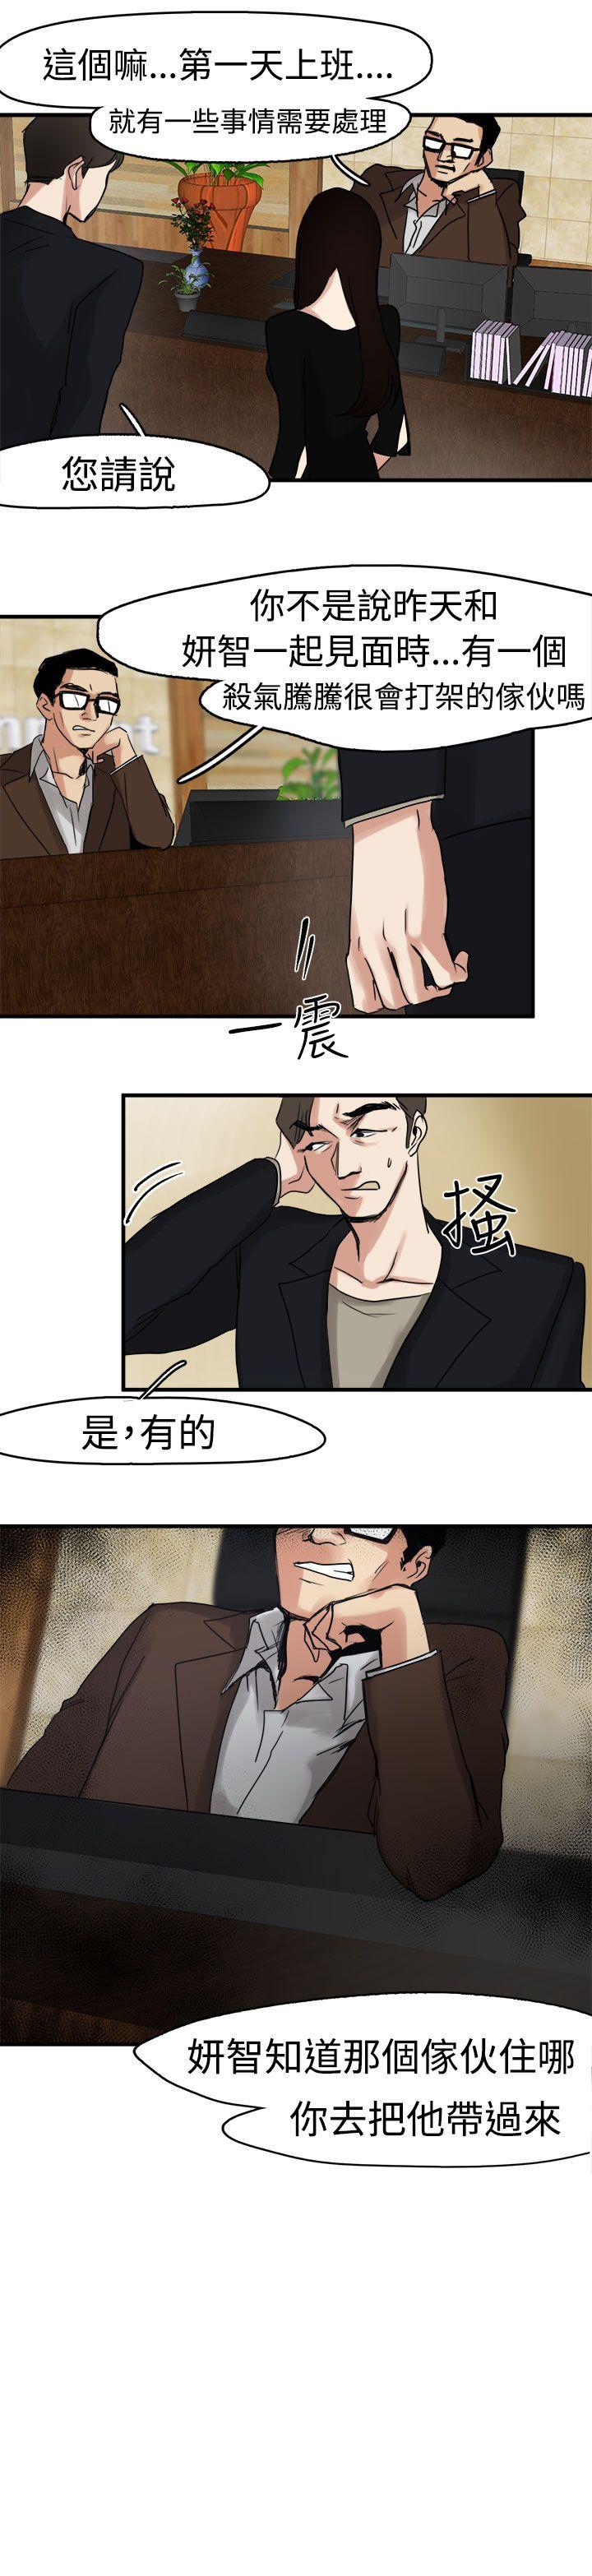 這個嘛...第一天上班....
就有一些事情需要處理
您請說
你不是說昨天和
妍智一起見面時...有一個
殺氣騰騰很會打架的傢伙嗎
一震
搔
是,有的
妍智知道那個傢伙住哪
你去把他帶過來